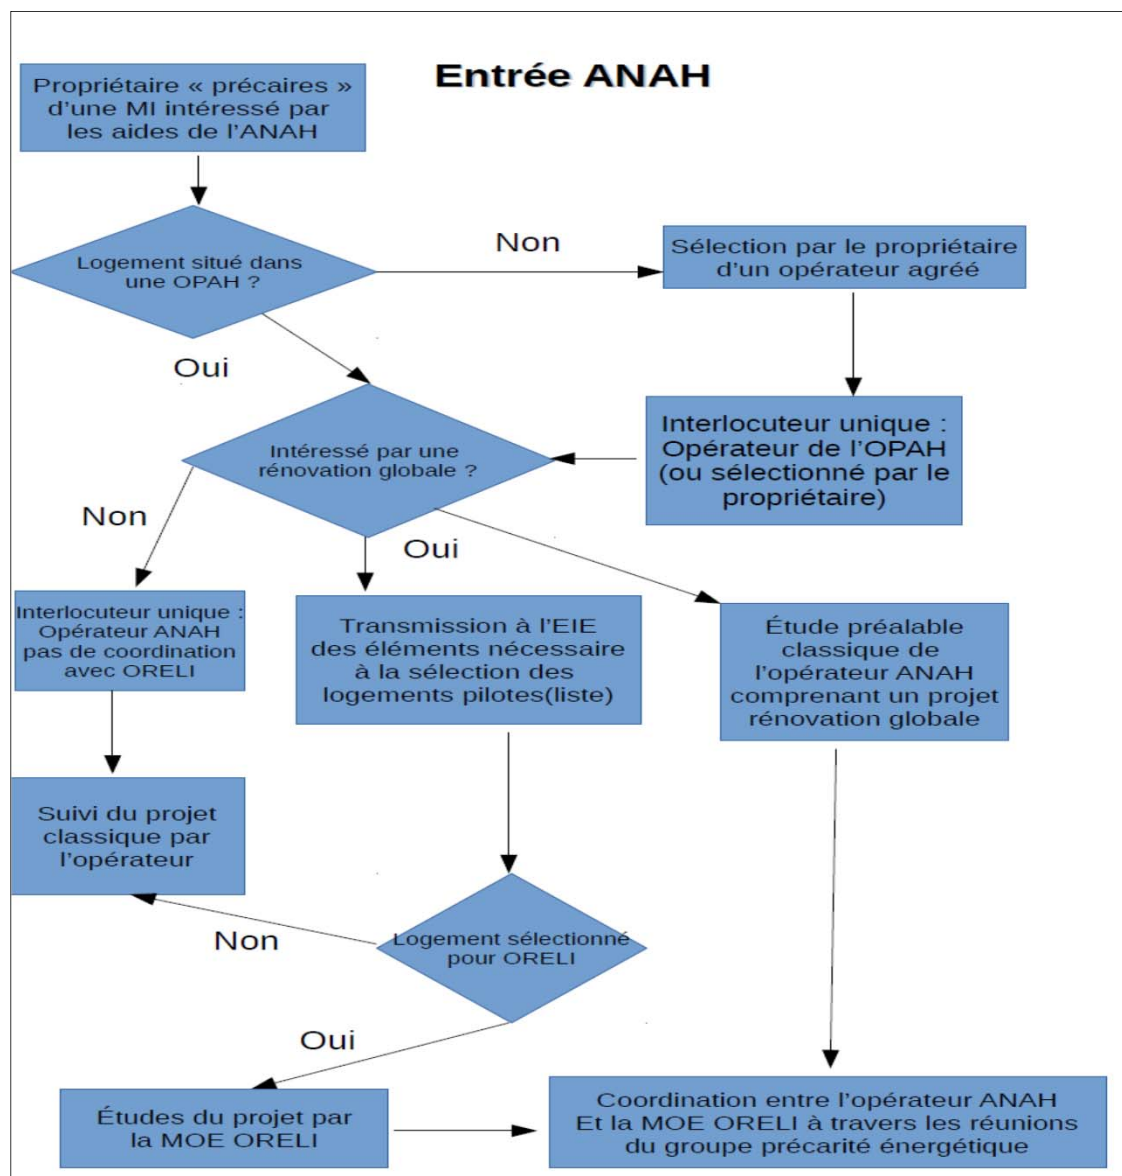 Entrée ANAH
Propriétaire « précaires »
d’une MI intéressé par
les aides de l’ANAH
Logement situé dans
une OPAH ?
Non
Sélection par le propriétaire
d’un opérateur agréé
Oui
Interlocuteur unique :
Opérateur de l’OPAH
(ou sélectionné par le
propriétaire)
Intéressé par une
rénovation globale ?
Non
Oui
Interlocuteur unique :
Opérateur ANAH
pas de coordination
avec ORELI
Transmission à l’EIE
des éléments nécessaire
à la sélection des
logements pilotes(liste)
Étude préalable
classique de
l’opérateur ANAH
comprenant un projet
rénovation globale
Suivi du projet
classique par
l’opérateur
Logement sélectionné
pour ORELI
Non
Oui
Études du projet par
la MOE ORELI
Coordination entre l’opérateur ANAH
Et la MOE ORELI à travers les réunions
du groupe précarité énergétique